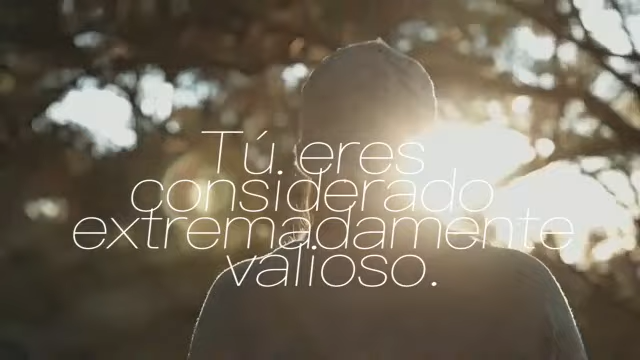 Tú. eres
considerado
extremadamente
valioso.